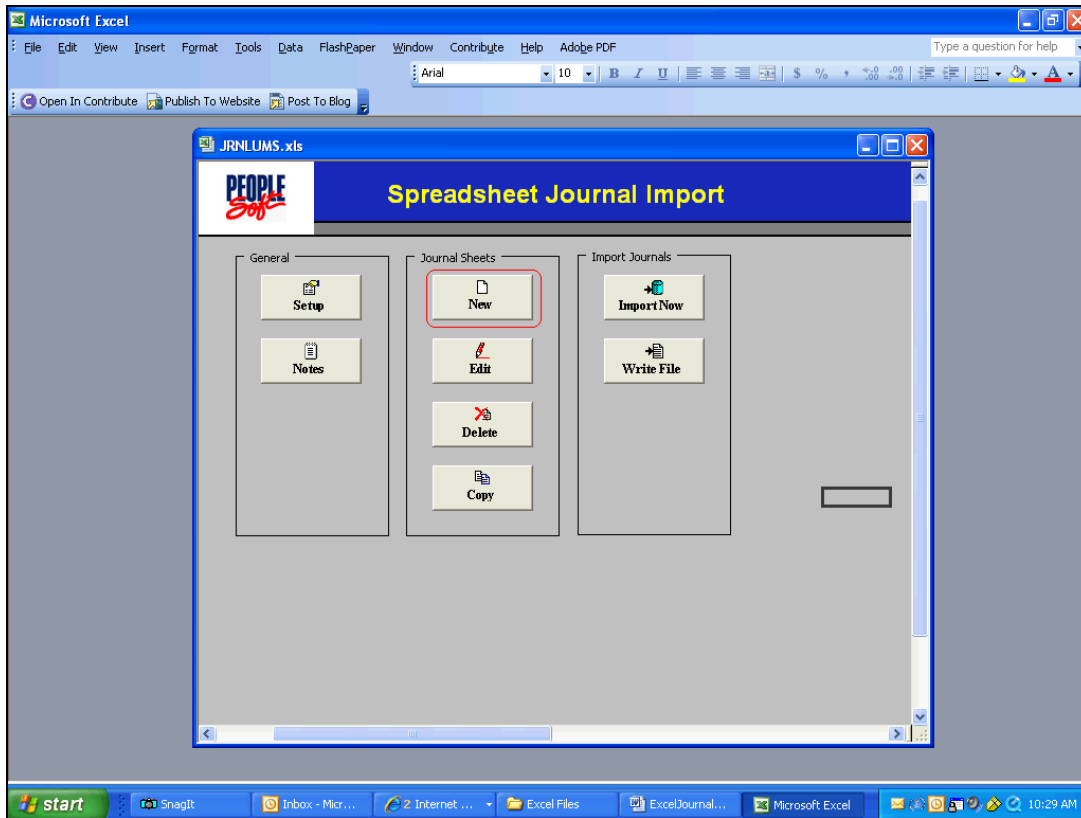 Microsoft Excel
File Edit View Insert Format Tools Data FlashPaper Window Contribute Help Adobe PDF Type a question for help
Arial 10 B I U $ % , .00 .00
Open In Contribute Publish To Website Post To Blog
JRNLUMS.xls
PEOPLE Soft
Spreadsheet Journal Import
General
Setup
Notes
Journal Sheets
New
Edit
Delete
Copy
Import Journals
Import Now
Write File
start SnagIt Inbox - Micr... 2 Internet ... Excel Files ExcelJournal... Microsoft Excel 10:29 AM